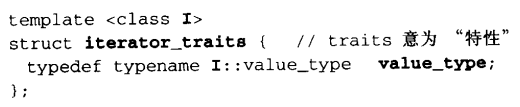 template <class I>
struct iterator_traits {   // traits 意为 “特性”
  typedef typename I::value_type  value_type;
};